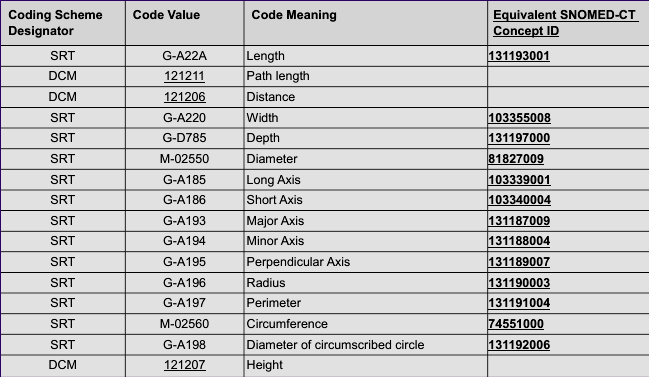 Coding Scheme Designator | Code Value | Code Meaning | Equivalent SNOMED-CT Concept ID
SRT | G-A22A | Length | 131193001
DCM | 121211 | Path length |
DCM | 121206 | Distance |
SRT | G-A220 | Width | 103355008
SRT | G-D785 | Depth | 131197000
SRT | M-02550 | Diameter | 81827009
SRT | G-A185 | Long Axis | 103339001
SRT | G-A186 | Short Axis | 103340004
SRT | G-A193 | Major Axis | 131187009
SRT | G-A194 | Minor Axis | 131188004
SRT | G-A195 | Perpendicular Axis | 131189007
SRT | G-A196 | Radius | 131190003
SRT | G-A197 | Perimeter | 131191004
SRT | M-02560 | Circumference | 74551000
SRT | G-A198 | Diameter of circumscribed circle | 131192006
DCM | 121207 | Height |